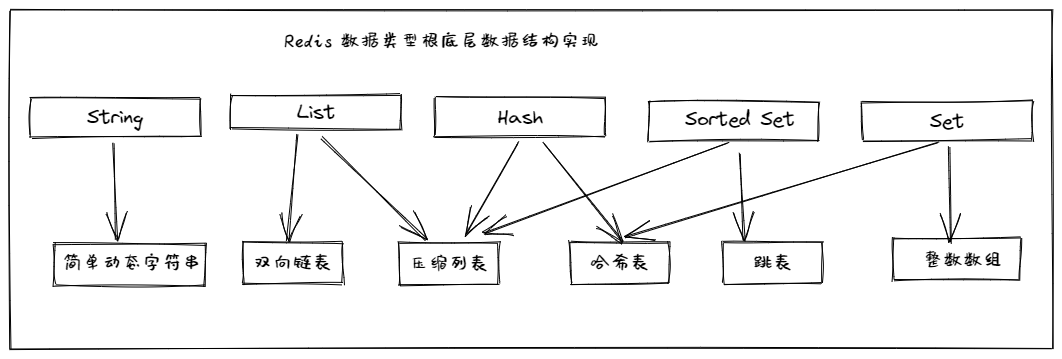 Redis 数据类型根底尾数据结构实现
String
List
Hash
Sorted Set
Set
简单动态字符串
双向链表
压缩列表
哈希表
跳表
整数数组